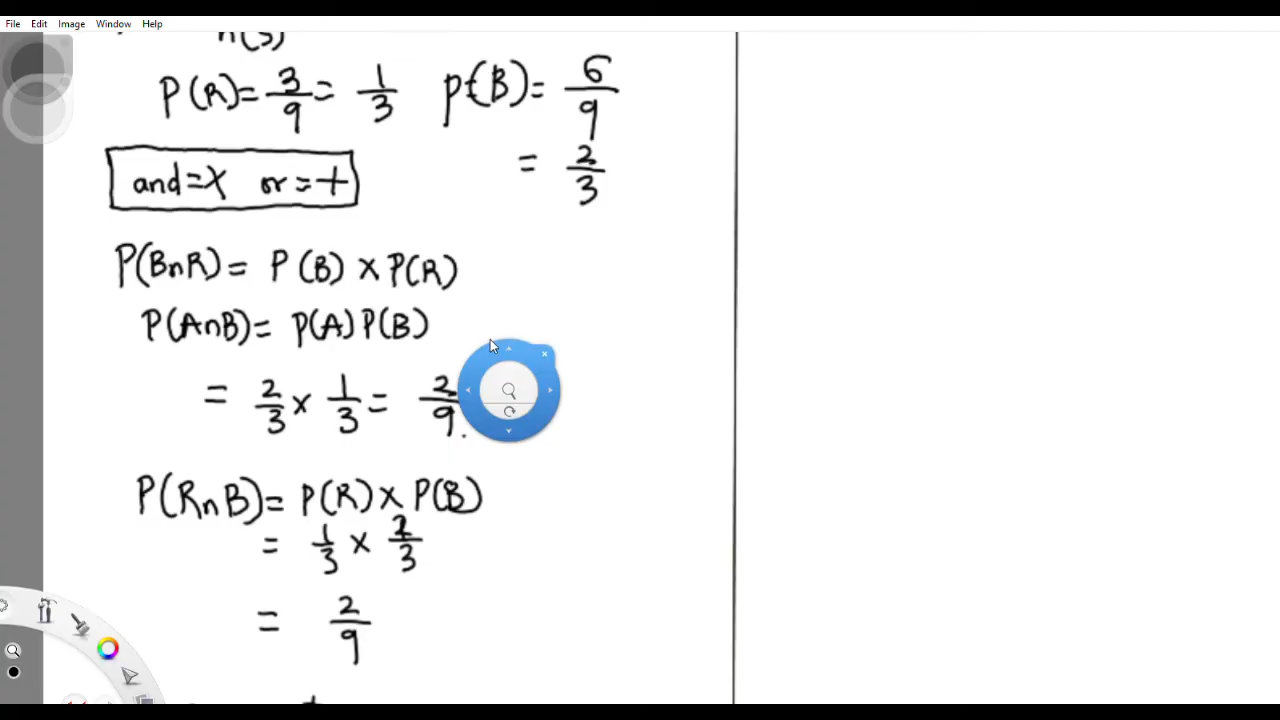 File Edit Image Window Help
n(s)
P(R) = 3/9 = 1/3 P(B) = 6/9
= 2/3
and = × or = +
P(B∩R) = P(B) × P(R)
P(A∩B) = P(A) P(B)
= 2/3 × 1/3 = 2/9.
P(R∩B) = P(R) × P(B)
= 1/3 × 2/3
= 2/9